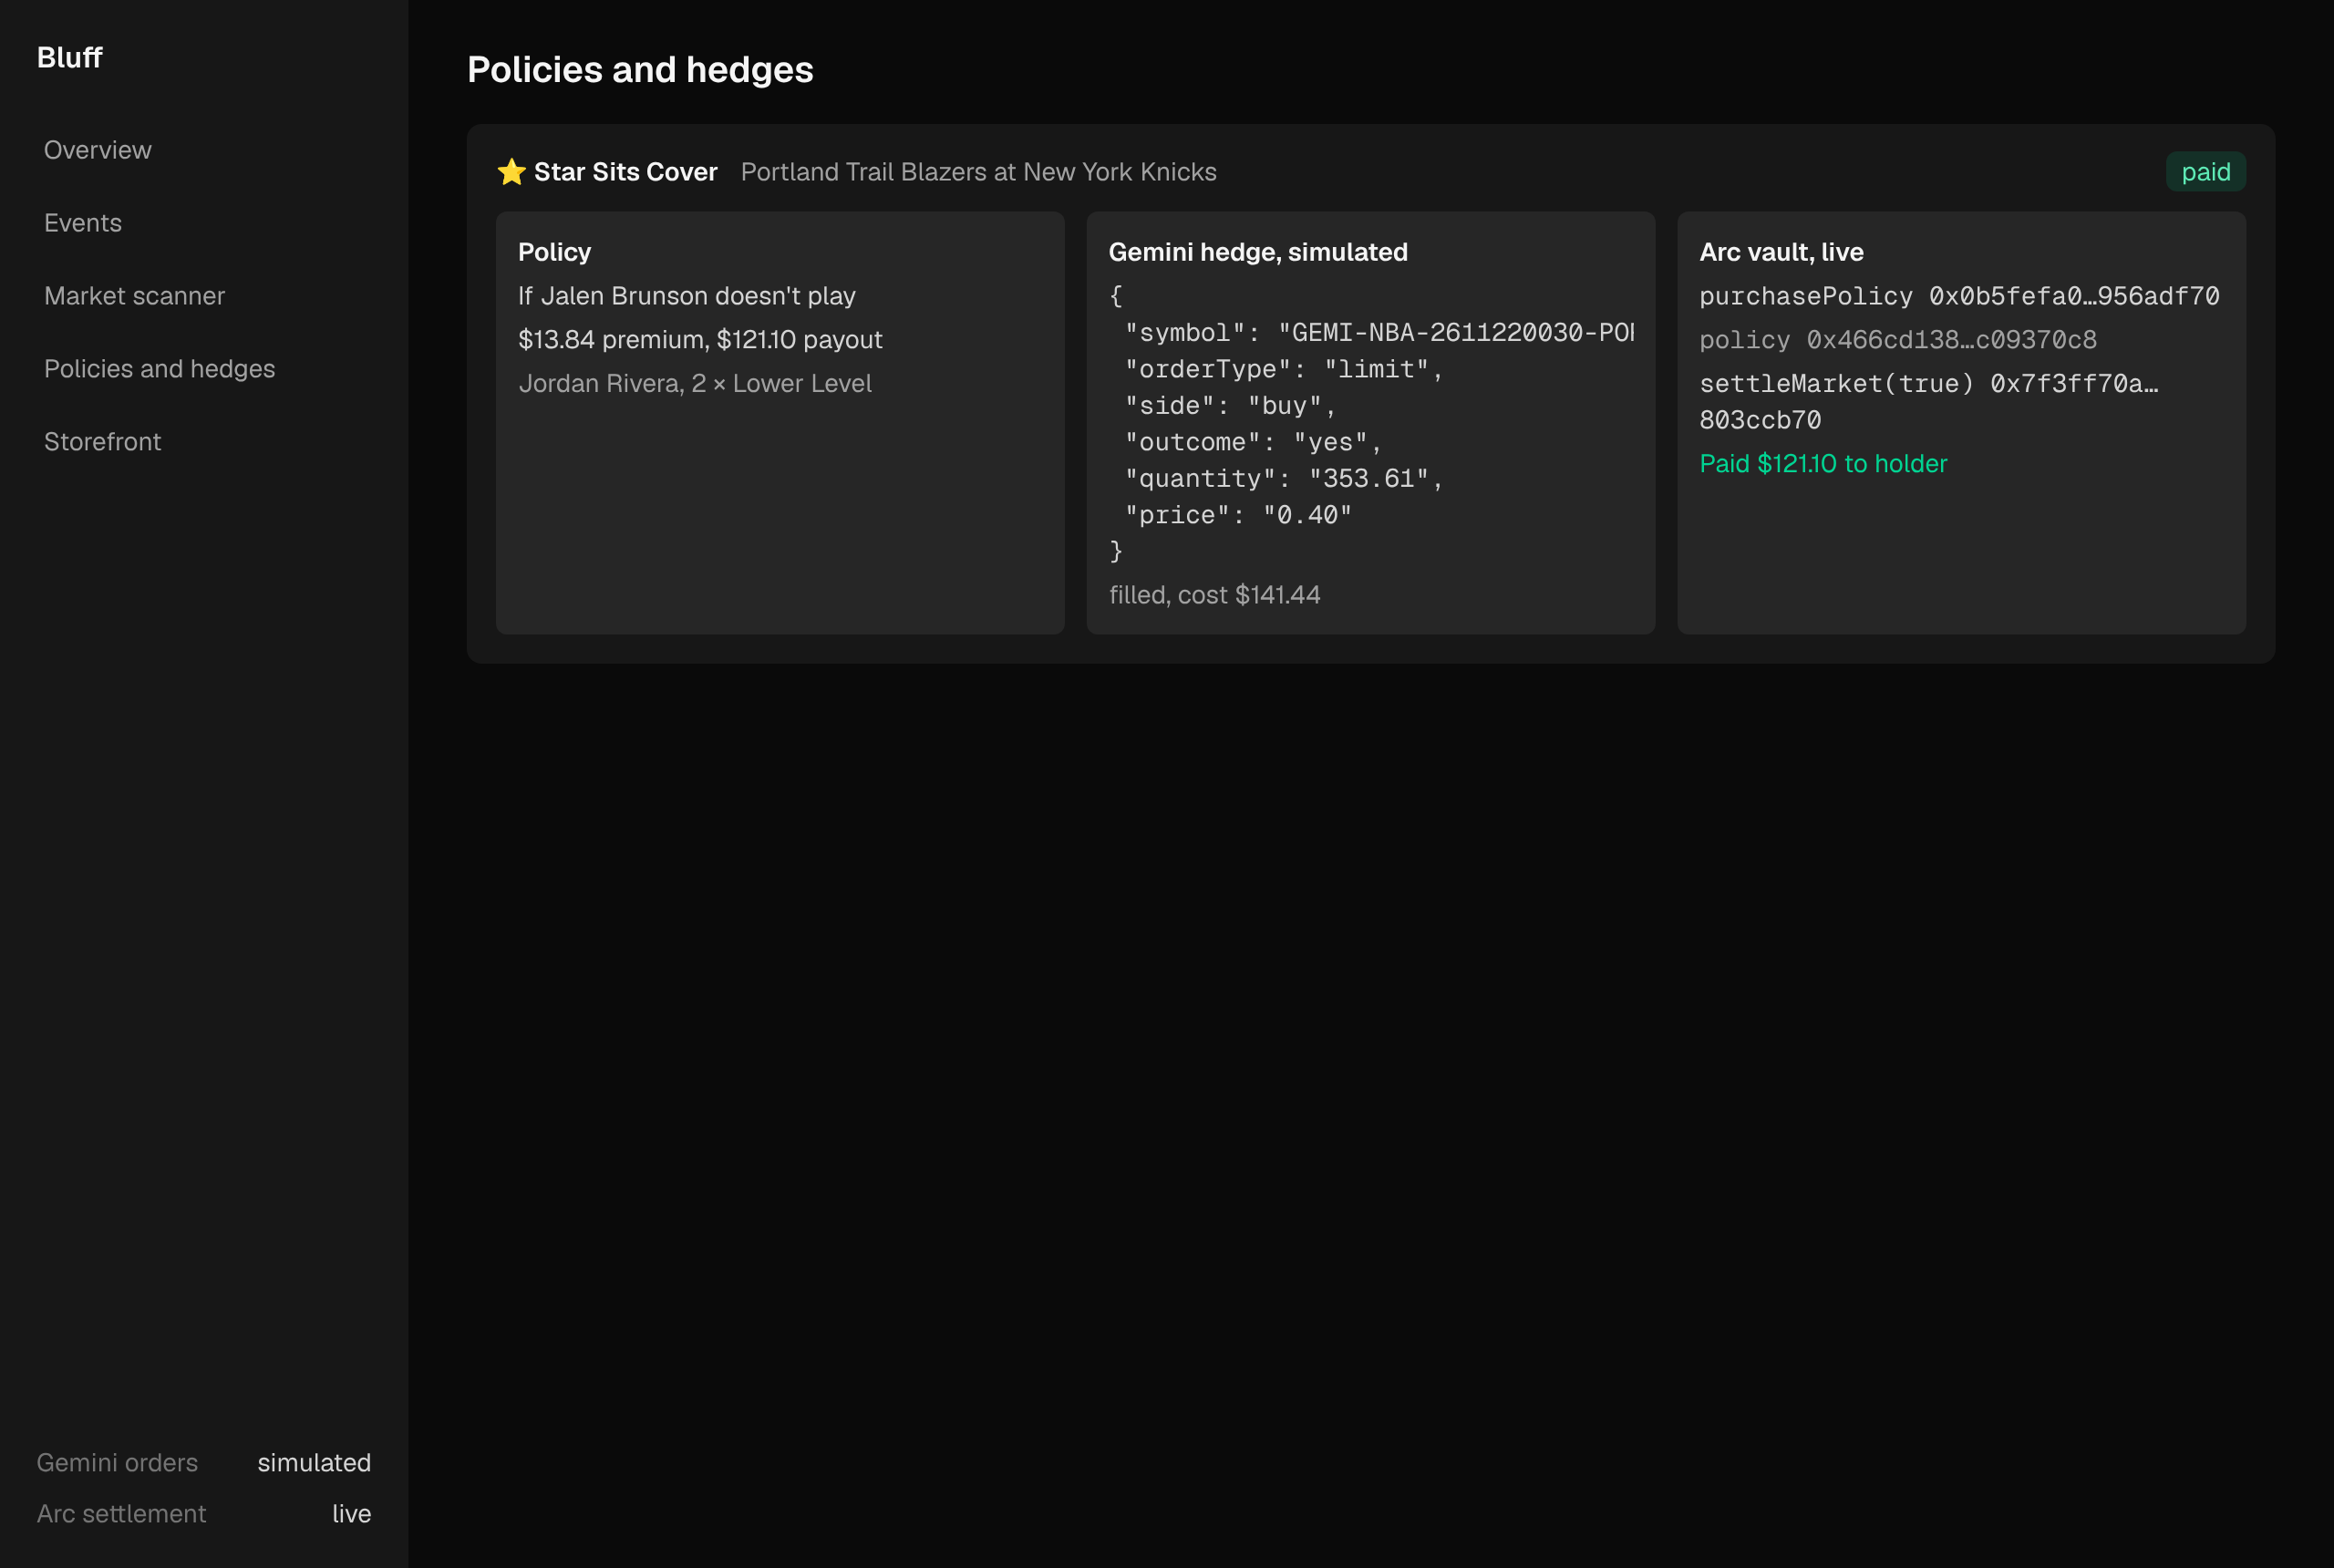 Bluff
Overview
Events
Market scanner
Policies and hedges
Storefront
Gemini orders simulated
Arc settlement live
Policies and hedges
⭐ Star Sits Cover Portland Trail Blazers at New York Knicks
paid
Policy
If Jalen Brunson doesn't play
$13.84 premium, $121.10 payout
Jordan Rivera, 2 × Lower Level
Gemini hedge, simulated
{
"symbol": "GEMI-NBA-2611220030-PO
"orderType": "limit",
"side": "buy",
"outcome": "yes",
"quantity": "353.61",
"price": "0.40"
}
filled, cost $141.44
Arc vault, live
purchasePolicy 0x0b5fefa0…956adf70
policy 0x466cd138…c09370c8
settleMarket(true) 0x7f3ff70a…
803ccb70
Paid $121.10 to holder